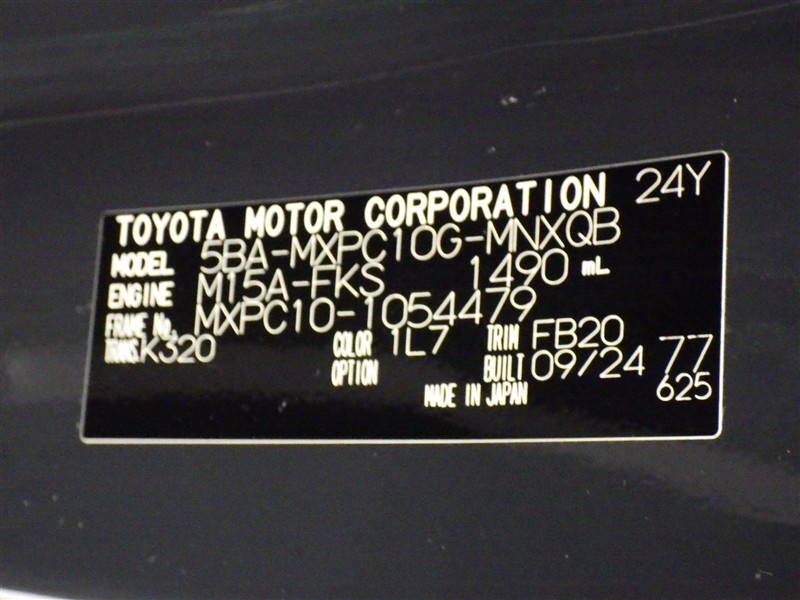 TOYOTA MOTOR CORPORATION 24Y
MODEL 5BA-MXPC10G-MNXQB
ENGINE M15A-FKS 1490 mL
FRAME No. MXPC10-1054479
TRANS. K320 COLOR 1L7 TRIM FB20
OPTION BUILT 09/24 77
MADE IN JAPAN 625